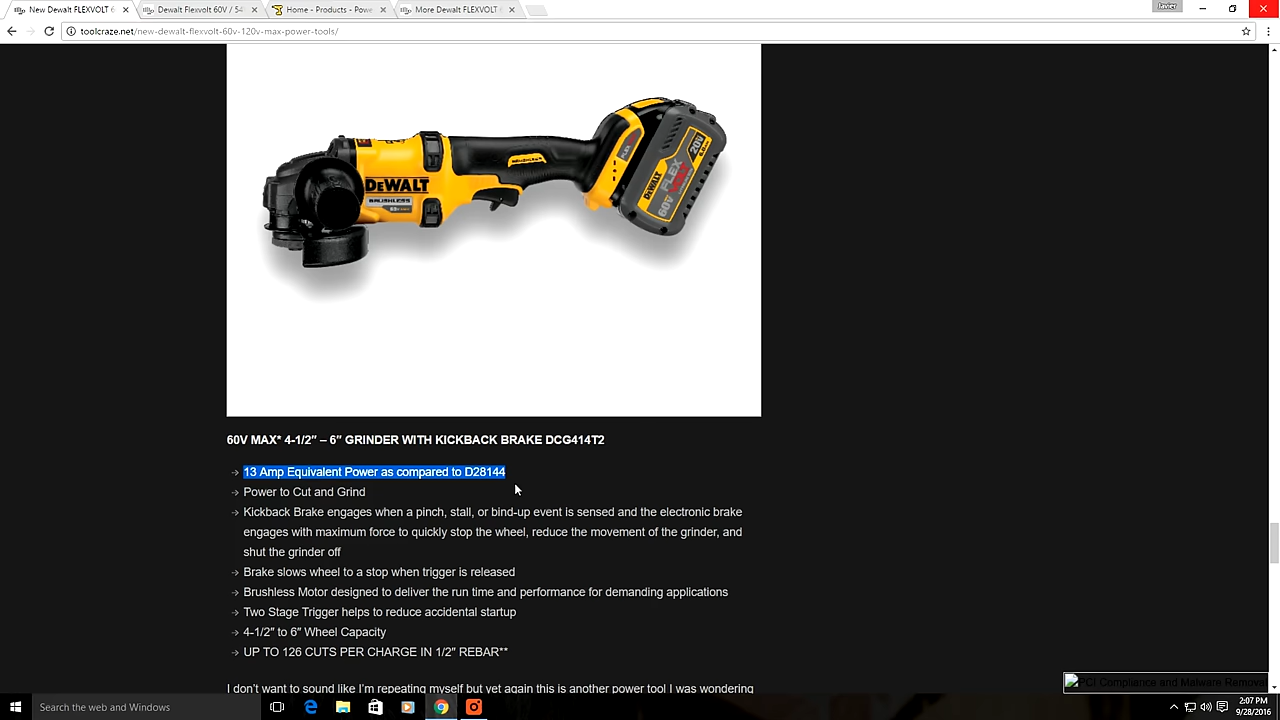 New Dewalt FLEXVOLT 6
Dewalt Flexvolt 60V / 54
Home - Products - Powe
More Dewalt FLEXVOLT
Javier
toolcraze.net/new-dewalt-flexvolt-60v-120v-max-power-tools/
DEWALT
BRUSHLESS
FLEX
DEWALT
FLEX
VOLT
60V
20V
60V MAX* 4-1/2″ – 6″ GRINDER WITH KICKBACK BRAKE DCG414T2
13 Amp Equivalent Power as compared to D28144
Power to Cut and Grind
Kickback Brake engages when a pinch, stall, or bind-up event is sensed and the electronic brake
engages with maximum force to quickly stop the wheel, reduce the movement of the grinder, and
shut the grinder off
Brake slows wheel to a stop when trigger is released
Brushless Motor designed to deliver the run time and performance for demanding applications
Two Stage Trigger helps to reduce accidental startup
4-1/2″ to 6″ Wheel Capacity
UP TO 126 CUTS PER CHARGE IN 1/2″ REBAR**
I don't want to sound like I'm repeating myself but yet again this is another power tool I was wondering
PCI Compliance and Malware Removal
Search the web and Windows
2:07 PM
9/28/2016